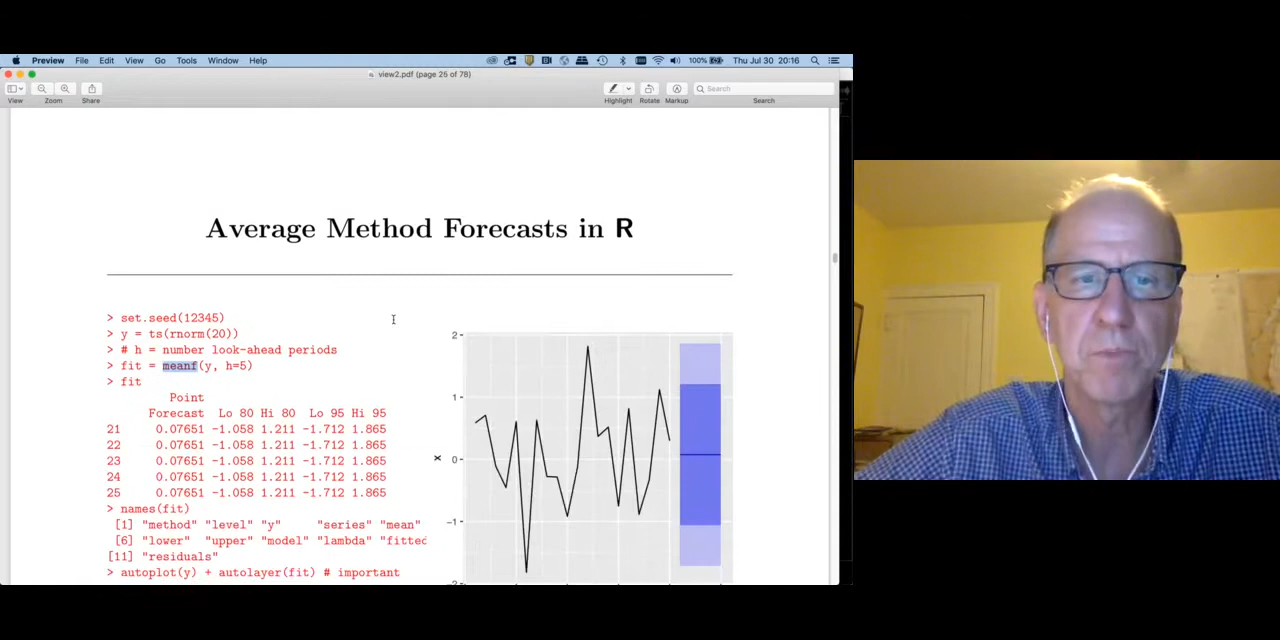 Preview File Edit View Go Tools Window Help
100% Thu Jul 30 20:16
view2.pdf (page 26 of 78)
View Zoom Share Highlight Rotate Markup Search
Search
Average Method Forecasts in R
> set.seed(12345)
> y = ts(rnorm(20))
> # h = number look-ahead periods
> fit = meanf(y, h=5)
> fit
Point
Forecast Lo 80 Hi 80 Lo 95 Hi 95
21 0.07651 -1.058 1.211 -1.712 1.865
22 0.07651 -1.058 1.211 -1.712 1.865
23 0.07651 -1.058 1.211 -1.712 1.865
24 0.07651 -1.058 1.211 -1.712 1.865
25 0.07651 -1.058 1.211 -1.712 1.865
> names(fit)
[1] "method" "level" "y" "series" "mean"
[6] "lower" "upper" "model" "lambda" "fitted
[11] "residuals"
> autoplot(y) + autolayer(fit) # important
2
1
0
x
-1
-2